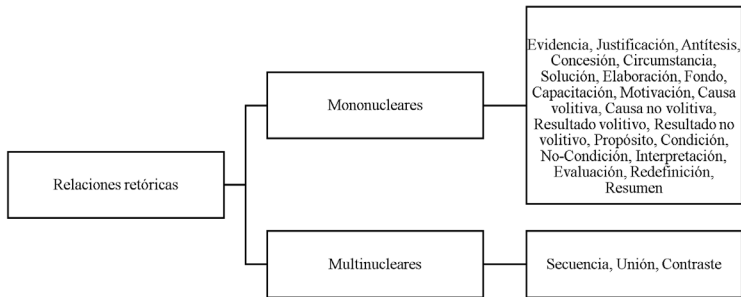 Relaciones retóricas
Mononucleares
Evidencia, Justificación, Antítesis,
Concesión, Circumstancia,
Solución, Elaboración, Fondo,
Capacitación, Motivación, Causa
volitiva, Causa no volitiva,
Resultado volitivo, Resultado no
volitivo, Propósito, Condición,
No-Condición, Interpretación,
Evaluación, Redefinición,
Resumen
Multinucleares
Secuencia, Unión, Contraste